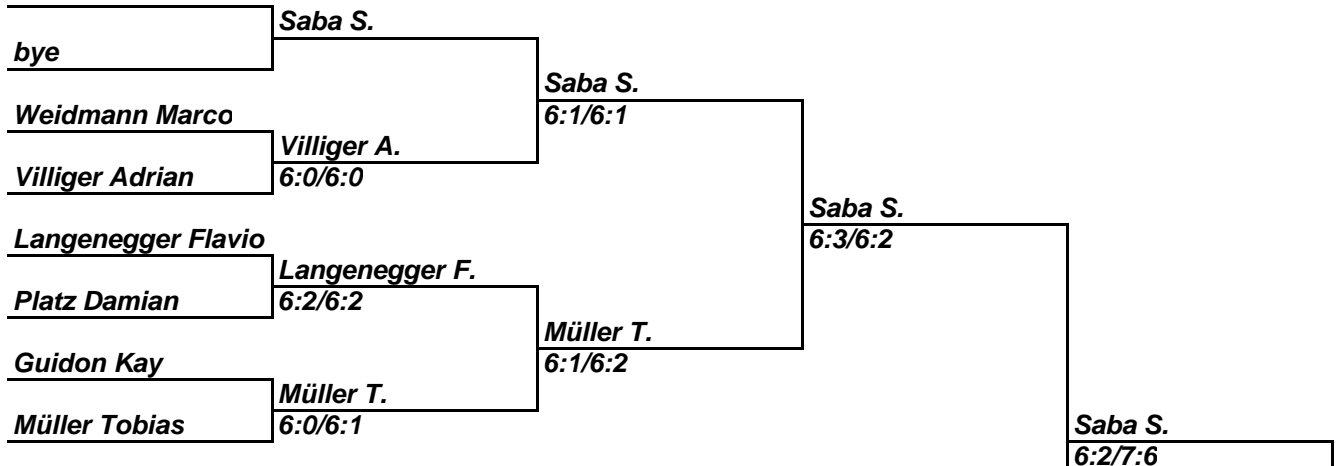 Saba S.
bye
Saba S.
Weidmann Marco
6:1/6:1
Villiger A.
Villiger Adrian
6:0/6:0
Saba S.
Langenegger Flavio
6:3/6:2
Langenegger F.
Platz Damian
6:2/6:2
Müller T.
Guidon Kay
6:1/6:2
Müller T.
Müller Tobias
6:0/6:1
Saba S.
6:2/7:6